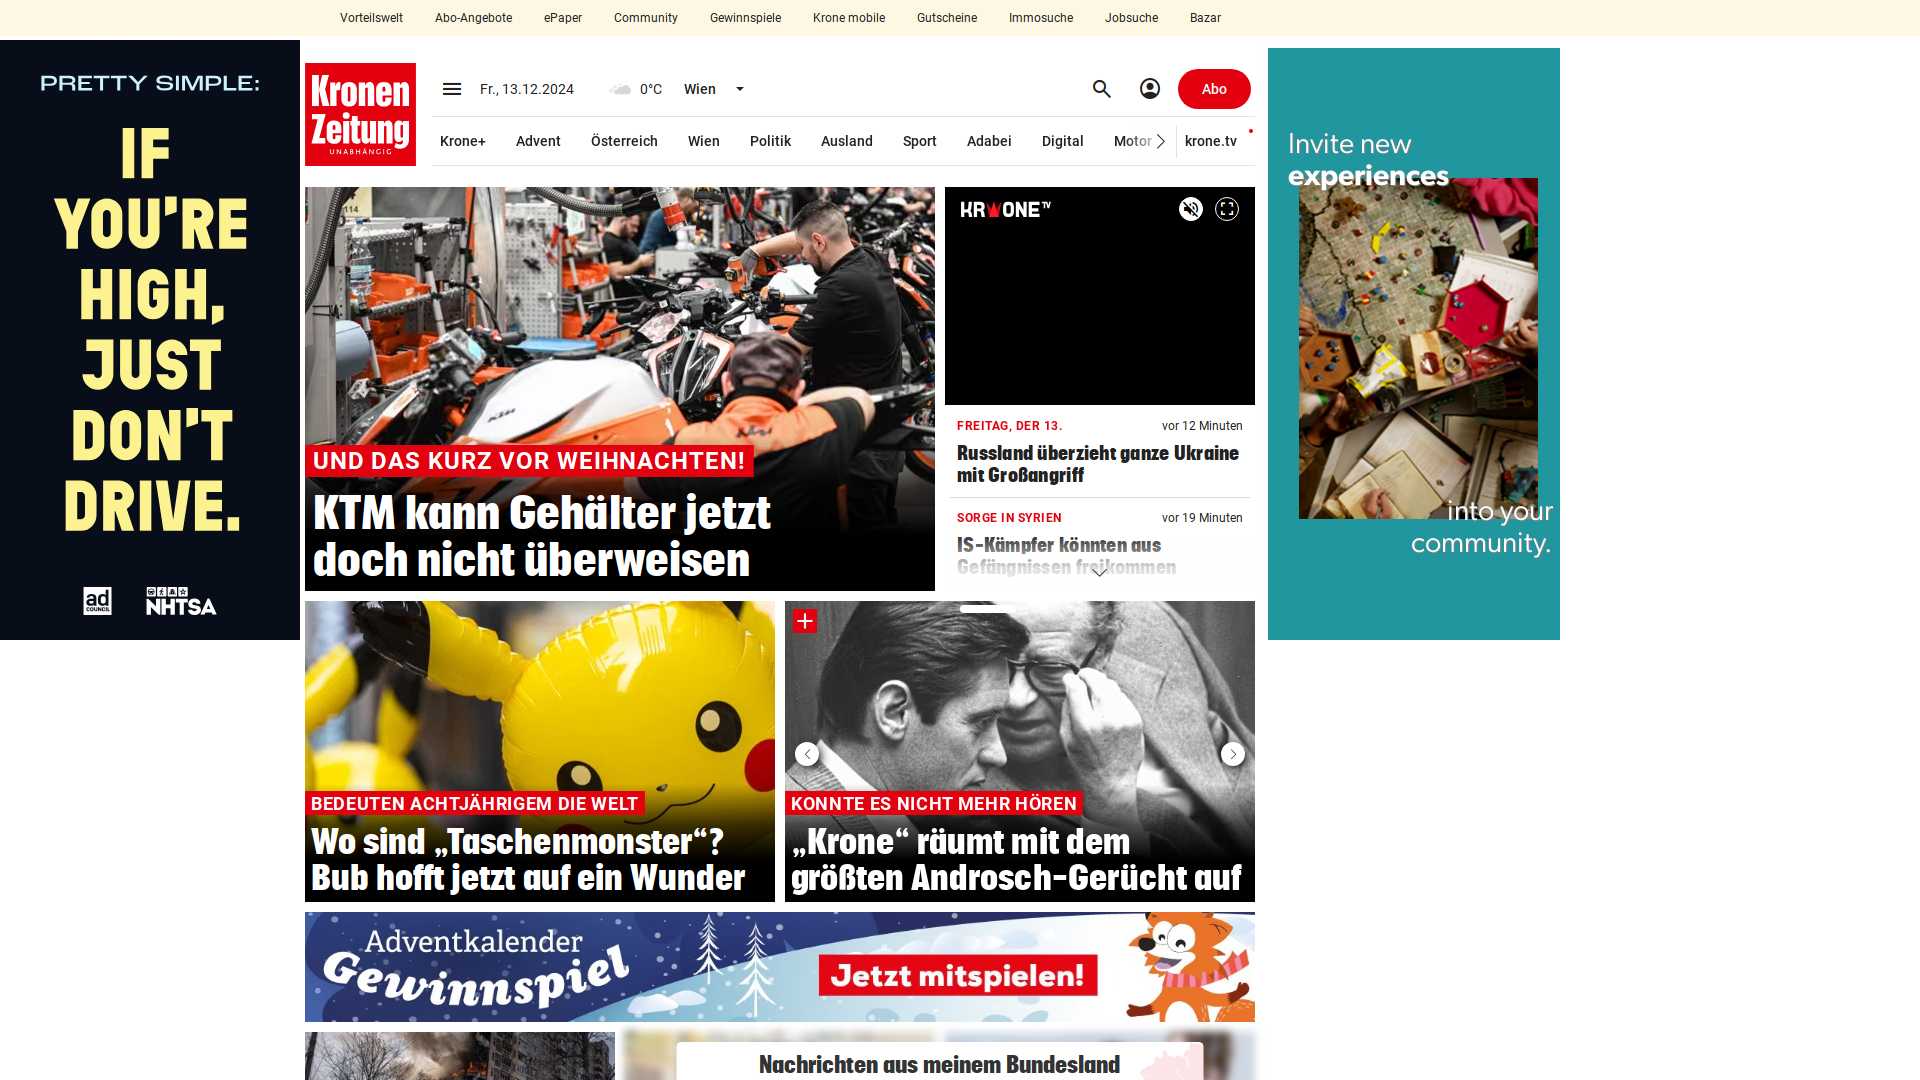 Vorteilswelt Abo-Angebote ePaper Community Gewinnspiele Krone mobile Gutscheine Immosuche Jobsuche Bazar
PRETTY SIMPLE:
IF
YOU'RE
HIGH,
JUST
DON'T
DRIVE.
ad
COUNCIL
NHTSA
Kronen
Zeitung
UNABHÄNGIG
Fr., 13.12.2024 0°C Wien
Abo
Krone+ Advent Österreich Wien Politik Ausland Sport Adabei Digital Motor krone.tv
114
KTM
UND DAS KURZ VOR WEIHNACHTEN!
KTM kann Gehälter jetzt
doch nicht überweisen
KRONE TV
FREITAG, DER 13. vor 12 Minuten
Russland überzieht ganze Ukraine
mit Großangriff
SORGE IN SYRIEN vor 19 Minuten
IS-Kämpfer könnten aus
Gefängnissen freikommen
Invite new
experiences
into your
community.
BEDEUTEN ACHTJÄHRIGEM DIE WELT
Wo sind „Taschenmonster“?
Bub hofft jetzt auf ein Wunder
KONNTE ES NICHT MEHR HÖREN
„Krone“ räumt mit dem
größten Androsch-Gerücht auf
Adventkalender
Gewinnspiel
Jetzt mitspielen!
Nachrichten aus meinem Bundesland